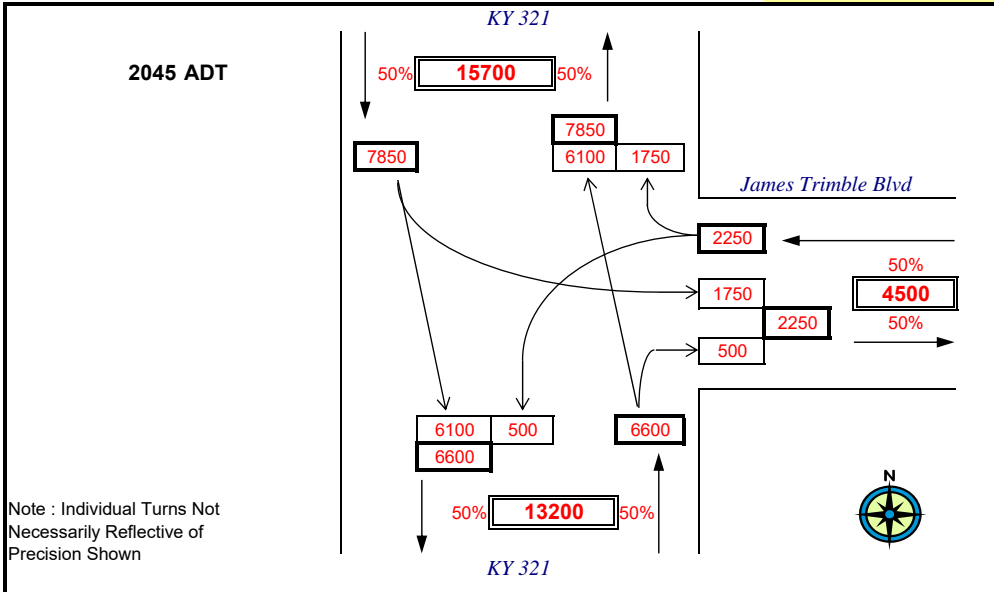 KY 321
2045 ADT
50% 15700 50%
7850
7850
6100 1750
James Trimble Blvd
2250
50%
1750
4500
2250
50%
500
6100 500
6600
6600
Note : Individual Turns Not
Necessarily Reflective of
Precision Shown
50% 13200 50%
N
KY 321